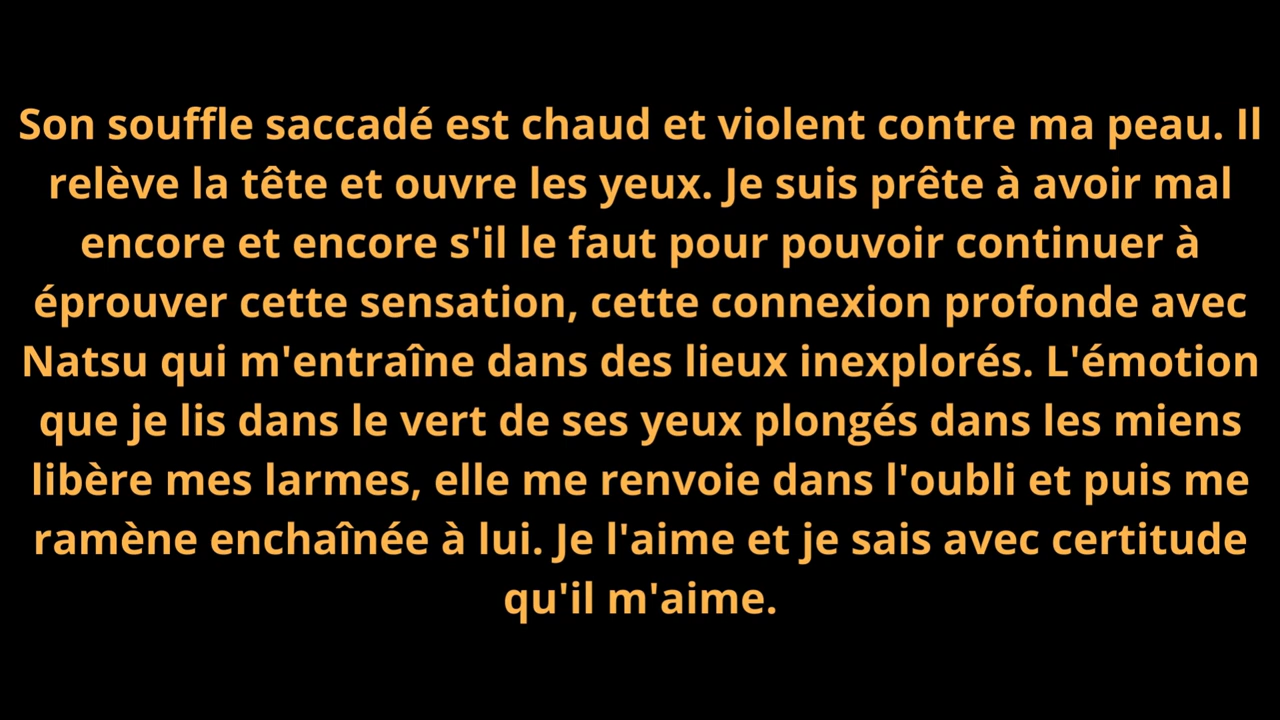 Son souffle saccadé est chaud et violent contre ma peau. Il
relève la tête et ouvre les yeux. Je suis prête à avoir mal
encore et encore s'il le faut pour pouvoir continuer à
éprouver cette sensation, cette connexion profonde avec
Natsu qui m'entraîne dans des lieux inexplorés. L'émotion
que je lis dans le vert de ses yeux plongés dans les miens
libère mes larmes, elle me renvoie dans l'oubli et puis me
ramène enchaînée à lui. Je l'aime et je sais avec certitude
qu'il m'aime.